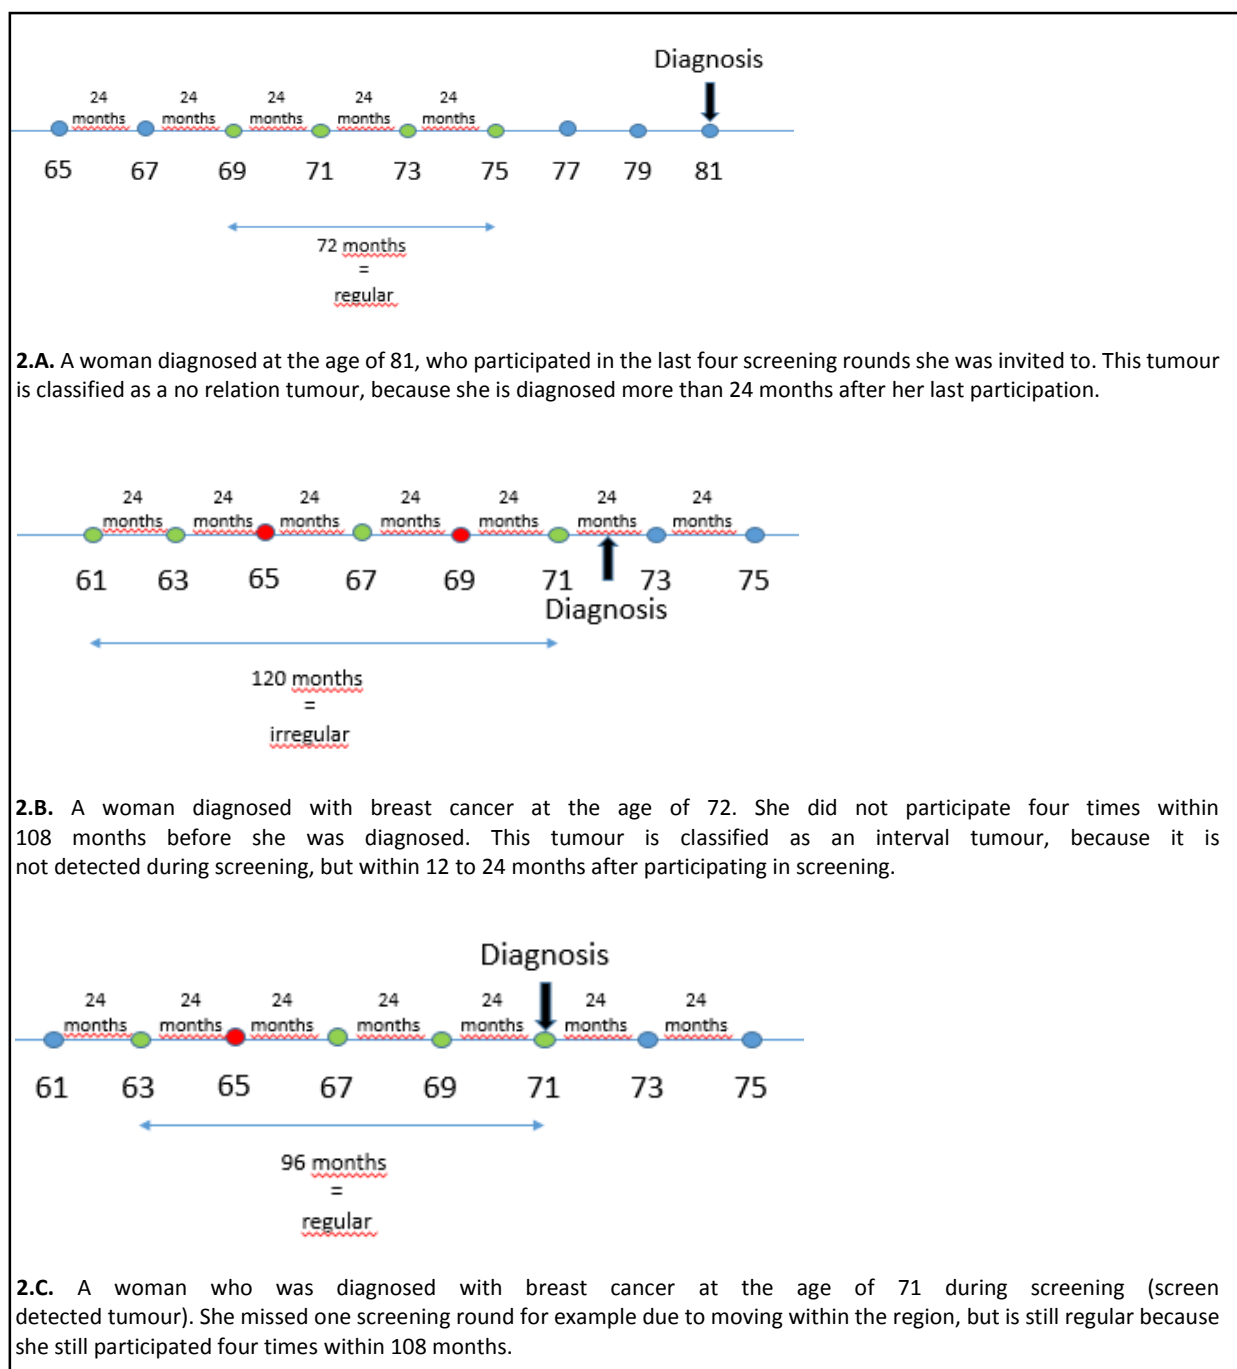 Diagnosis
24 24 24 24 24
months months months months months
65 67 69 71 73 75 77 79 81
72 months
=
regular
2.A. A woman diagnosed at the age of 81, who participated in the last four screening rounds she was invited to. This tumour
is classified as a no relation tumour, because she is diagnosed more than 24 months after her last participation.
24 24 24 24 24 24 24
months months months months months months months
61 63 65 67 69 71 73 75
Diagnosis
120 months
=
irregular
2.B. A woman diagnosed with breast cancer at the age of 72. She did not participate four times within
108 months before she was diagnosed. This tumour is classified as an interval tumour, because it is
not detected during screening, but within 12 to 24 months after participating in screening.
Diagnosis
24 24 24 24 24 24 24
months months months months months months months
61 63 65 67 69 71 73 75
96 months
=
regular
2.C. A woman who was diagnosed with breast cancer at the age of 71 during screening (screen
detected tumour). She missed one screening round for example due to moving within the region, but is still regular because
she still participated four times within 108 months.